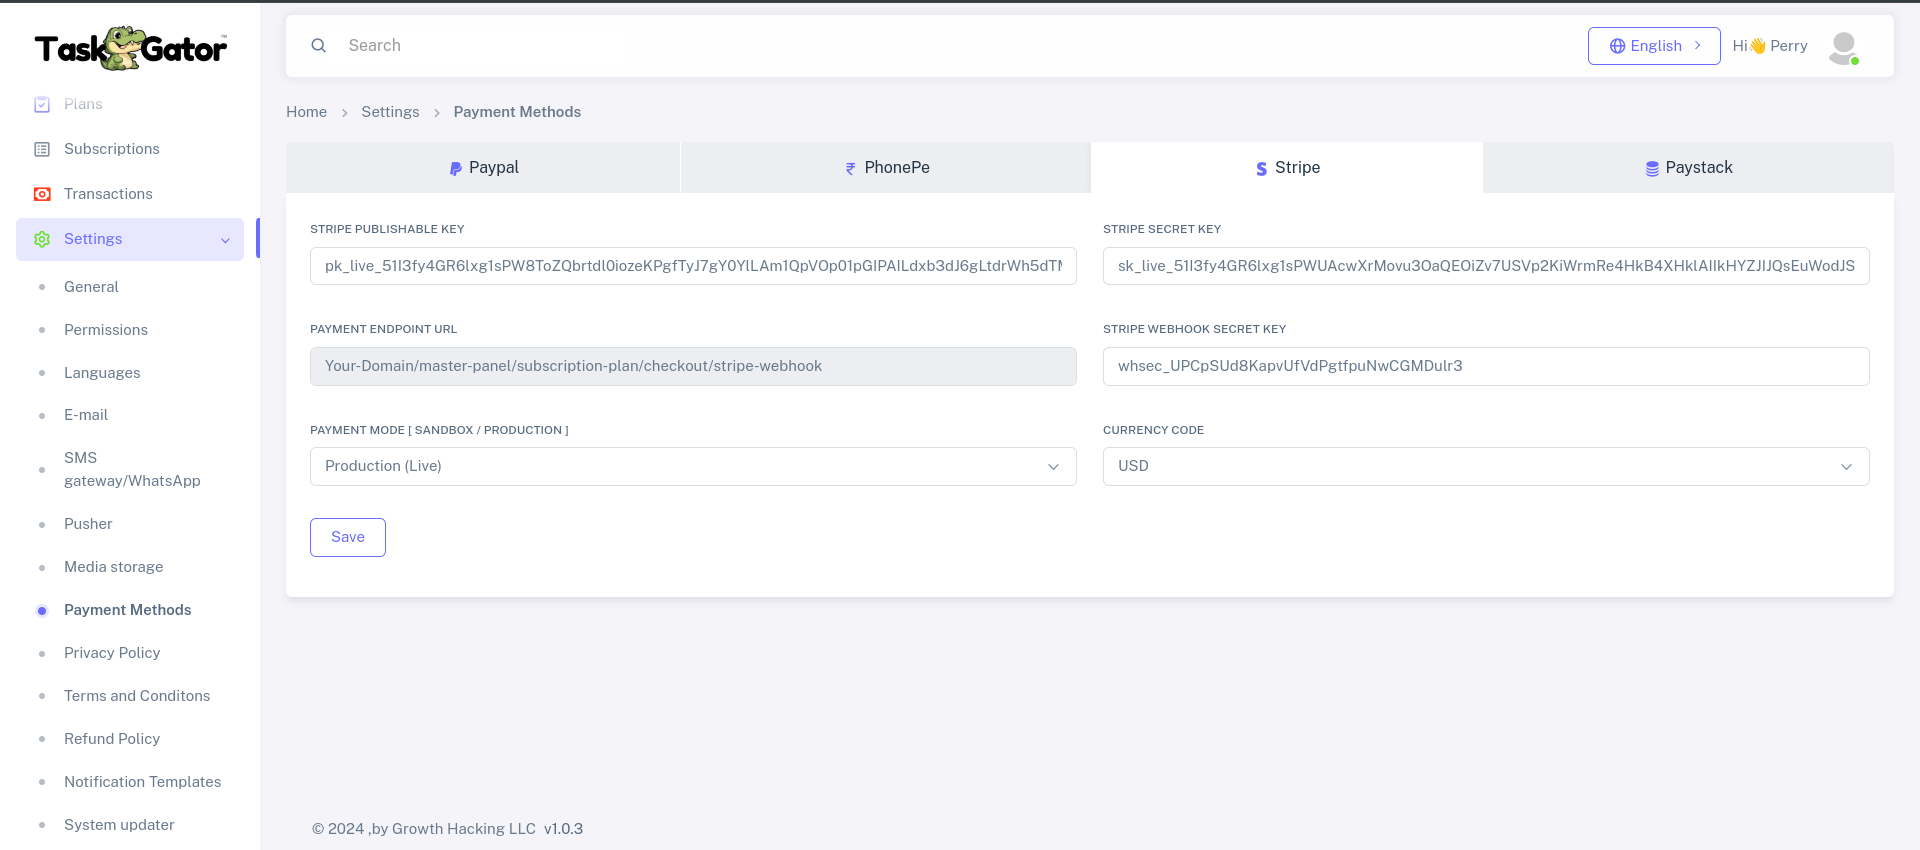 TaskGator™
Search
English
Hi👋 Perry
Plans
Subscriptions
Transactions
Settings
General
Permissions
Languages
E-mail
SMS
gateway/WhatsApp
Pusher
Media storage
Payment Methods
Privacy Policy
Terms and Conditons
Refund Policy
Notification Templates
System updater
Home > Settings > Payment Methods
Paypal
PhonePe
Stripe
Paystack
STRIPE PUBLISHABLE KEY
STRIPE SECRET KEY
PAYMENT ENDPOINT URL
Your-Domain/master-panel/subscription-plan/checkout/stripe-webhook
STRIPE WEBHOOK SECRET KEY
PAYMENT MODE [ SANDBOX / PRODUCTION ]
Production (Live)
CURRENCY CODE
USD
Save
© 2024 ,by Growth Hacking LLC v1.0.3